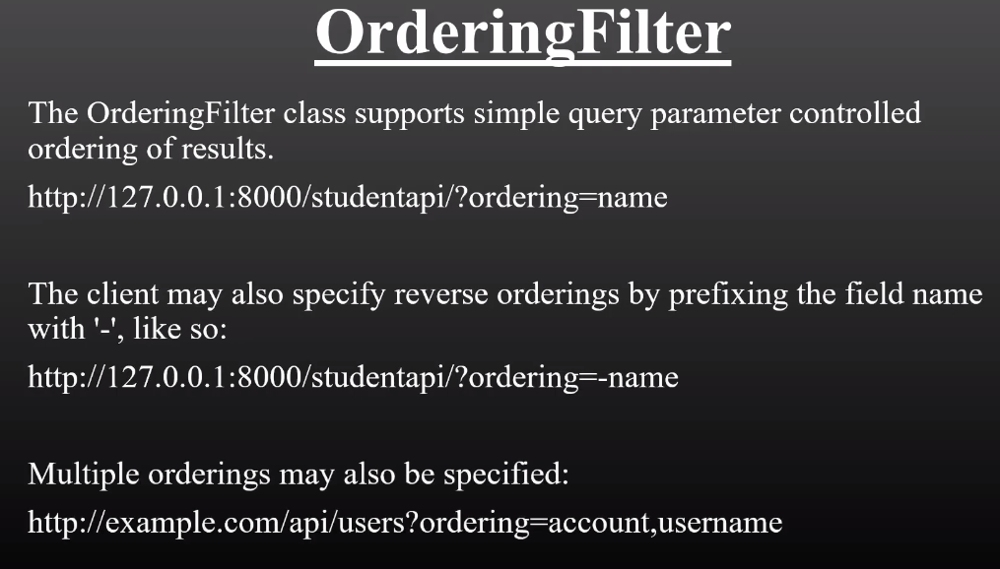 OrderingFilter
The OrderingFilter class supports simple query parameter controlled
ordering of results.
http://127.0.0.1:8000/studentapi/?ordering=name
The client may also specify reverse orderings by prefixing the field name
with '-', like so:
http://127.0.0.1:8000/studentapi/?ordering=-name
Multiple orderings may also be specified:
http://example.com/api/users?ordering=account,username